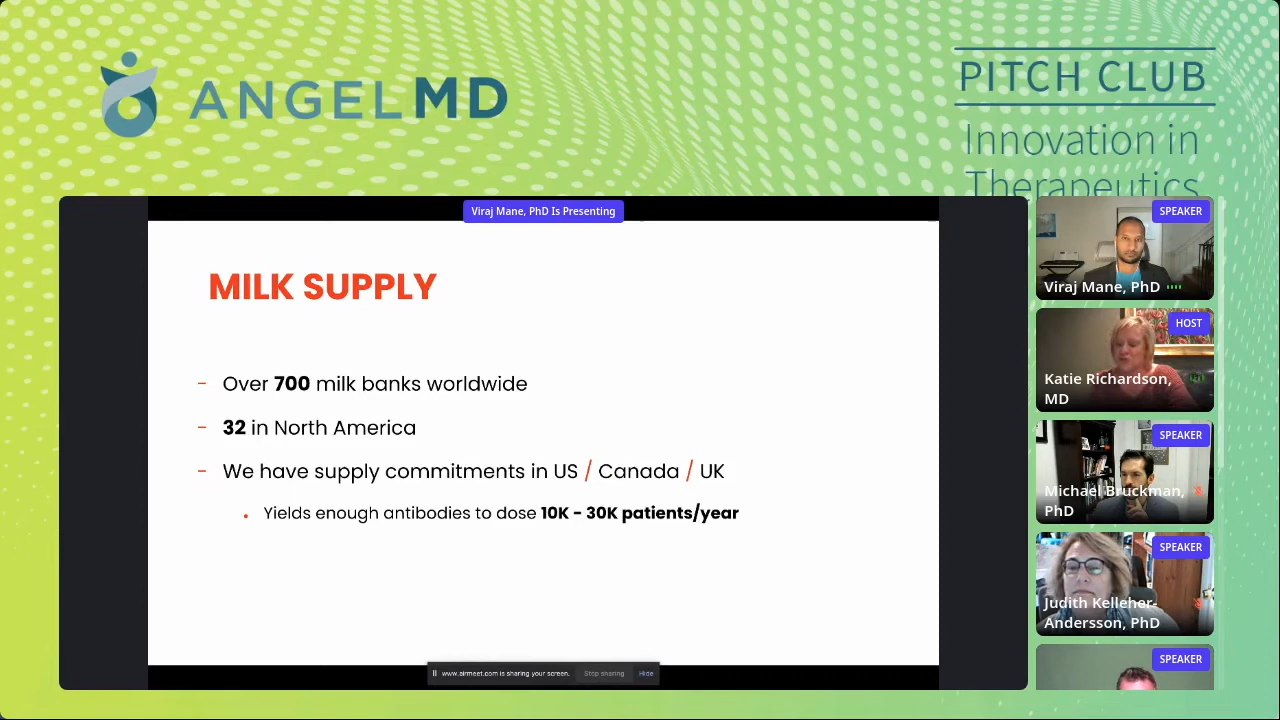 ANGELMD
PITCH CLUB
Innovation in
Therapeutics
Viraj Mane, PhD Is Presenting
MILK SUPPLY
- Over 700 milk banks worldwide
- 32 in North America
- We have supply commitments in US / Canada / UK
• Yields enough antibodies to dose 10K - 30K patients/year
www.airmeet.com is sharing your screen. Stop sharing Hide
SPEAKER
Viraj Mane, PhD
HOST
Katie Richardson,
MD
SPEAKER
Michael Bruckman,
PhD
SPEAKER
Judith Kelleher-
Andersson, PhD
SPEAKER